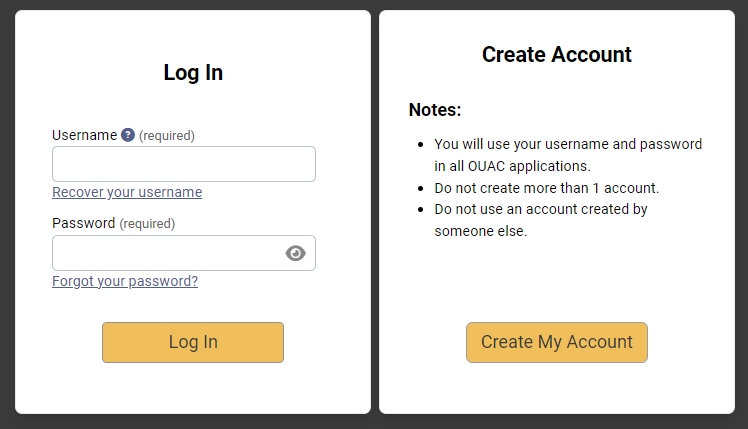 Log In
Username ? (required)
Recover your username
Password (required)
Forgot your password?
Log In
Create Account
Notes:
• You will use your username and password
in all OUAC applications.
• Do not create more than 1 account.
• Do not use an account created by
someone else.
Create My Account